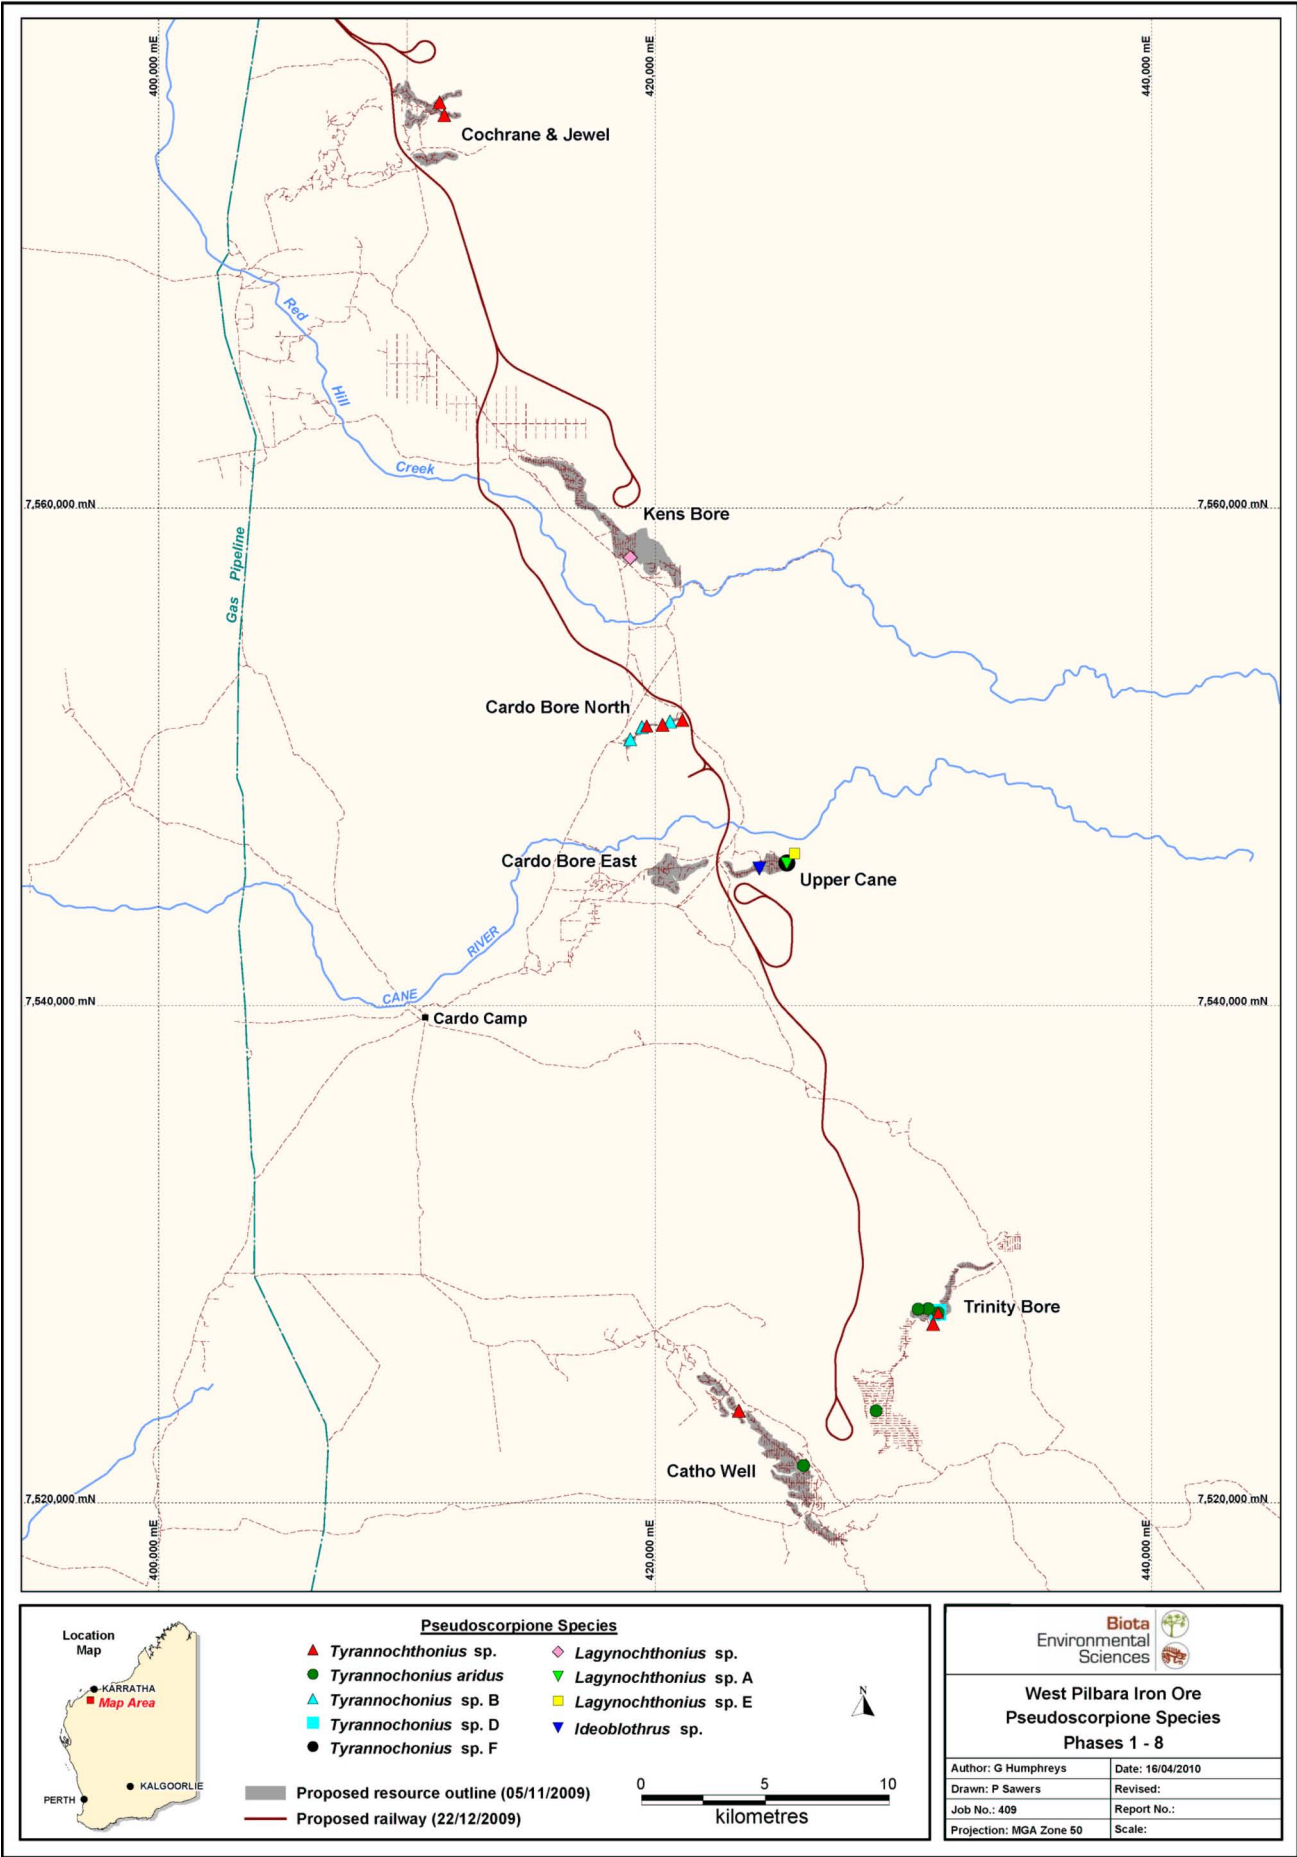 400,000 mE
420,000 mE
440,000 mE
Cochrane & Jewel
Red
Hill
Creek
Kens Bore
7,560,000 mN
7,560,000 mN
Gas Pipeline
Cardo Bore North
Cardo Bore East
Upper Cane
RIVER
CANE
7,540,000 mN
7,540,000 mN
Cardo Camp
Trinity Bore
Catho Well
7,520,000 mN
7,520,000 mN
400,000 mE
420,000 mE
440,000 mE
Location
Map
KARRATHA
Map Area
KALGOORLIE
PERTH
Pseudoscorpione Species
Tyrannochthonius sp.
Tyrannochonius aridus
Tyrannochonius sp. B
Tyrannochonius sp. D
Tyrannochonius sp. F
Lagynochthonius sp.
Lagynochthonius sp. A
Lagynochthonius sp. E
Ideoblothrus sp.
N
Proposed resource outline (05/11/2009)
Proposed railway (22/12/2009)
0 5 10
kilometres
Biota
Environmental
Sciences
West Pilbara Iron Ore
Pseudoscorpione Species
Phases 1 - 8
Author: G Humphreys
Date: 16/04/2010
Drawn: P Sawers
Revised:
Job No.: 409
Report No.:
Projection: MGA Zone 50
Scale: